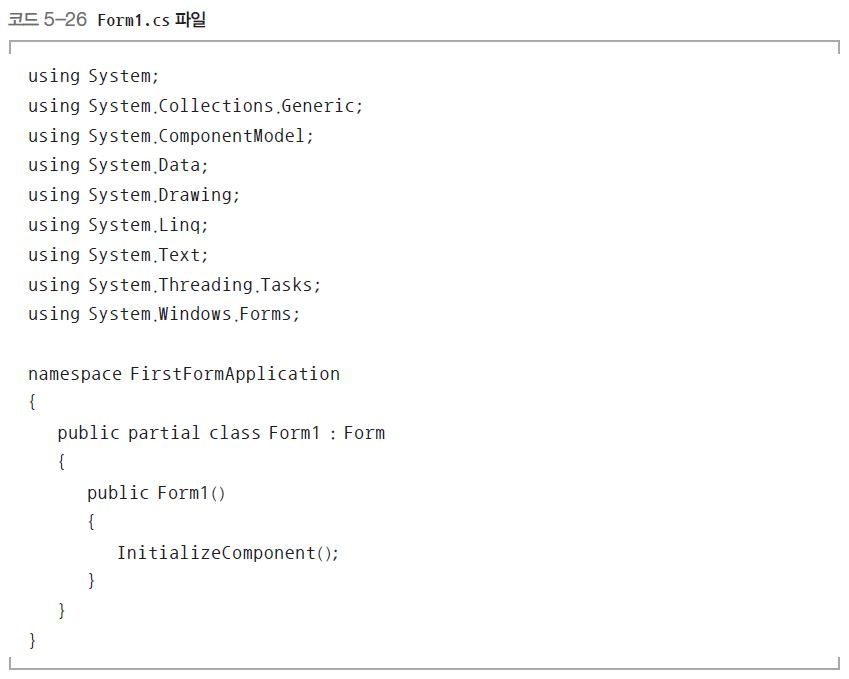 코드 5-26 Form1.cs 파일
using System;
using System.Collections.Generic;
using System.ComponentModel;
using System.Data;
using System.Drawing;
using System.Linq;
using System.Text;
using System.Threading.Tasks;
using System.Windows.Forms;
namespace FirstFormApplication
{
public partial class Form1 : Form
{
public Form1()
{
InitializeComponent();
}
}
}